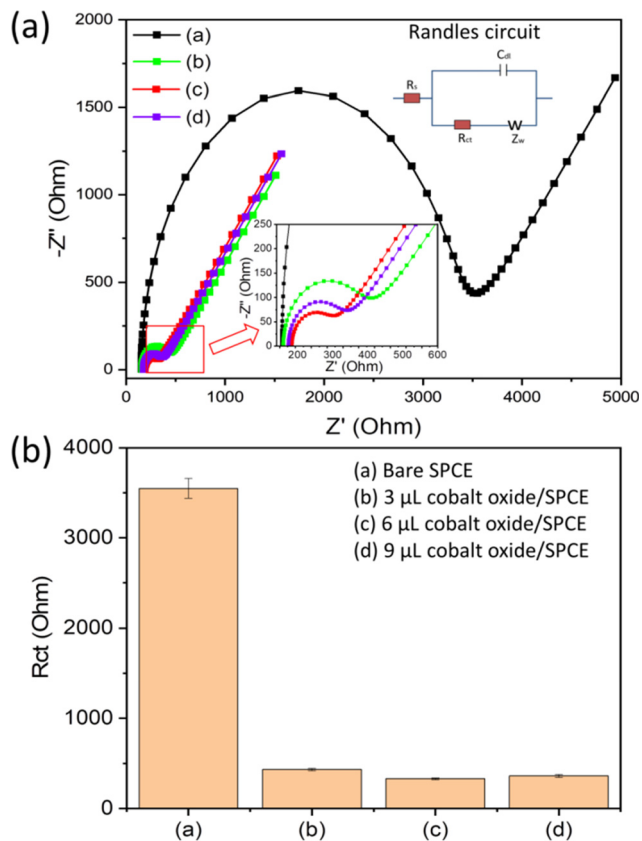 (a)
2000
1500
1000
500
0
-Z'' (Ohm)
(a)
(b)
(c)
(d)
Randles circuit
Cdl
Rs
Rct
Zw
250
200
150
100
50
0
-Z'' (Ohm)
200
300
400
500
600
Z' (Ohm)
0
1000
2000
3000
4000
5000
Z' (Ohm)
(b)
4000
3000
2000
1000
0
Rct (Ohm)
(a) Bare SPCE
(b) 3 µL cobalt oxide/SPCE
(c) 6 µL cobalt oxide/SPCE
(d) 9 µL cobalt oxide/SPCE
(a)
(b)
(c)
(d)